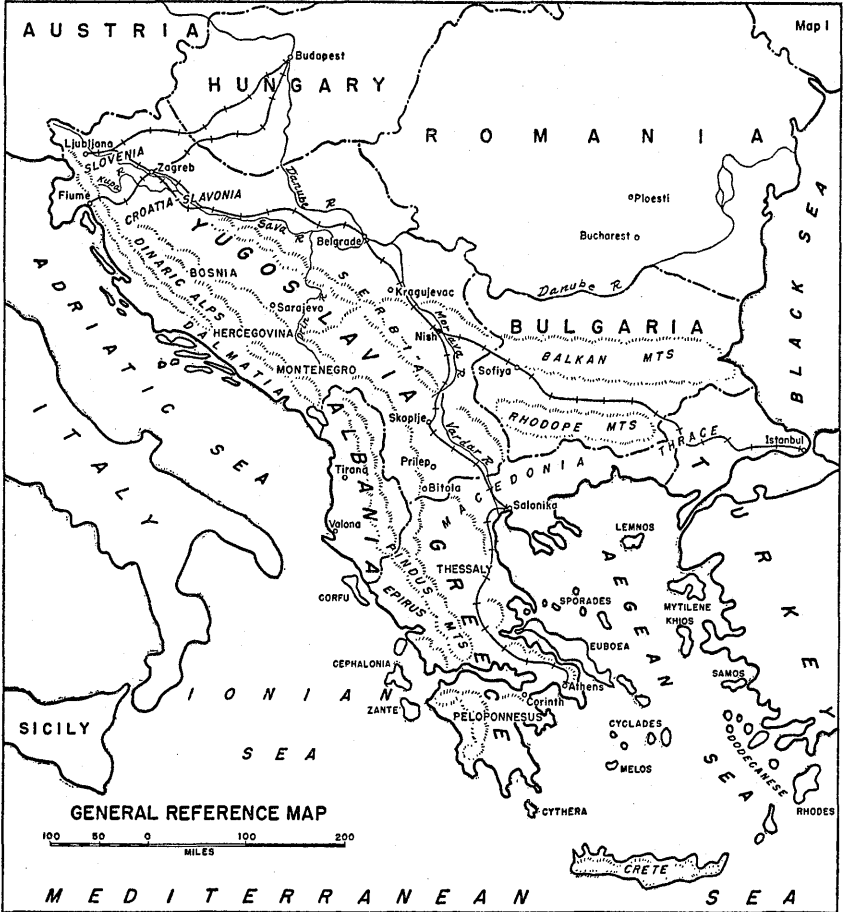 Map I
AUSTRIA
HUNGARY
Budapest
ROMANIA
Ljubljana
SLOVENIA
Zagreb
Kupa R
Fiume
CROATIA-SLAVONIA
Danube R
Sava R
Belgrade
Ploesti
Bucharest
Danube R
BLACK SEA
YUGOSLAVIA
DINARIC ALPS
BOSNIA
Sarajevo
SERBIA
Kragujevac
Morava R
Nish
HERCEGOVINA
DALMATIA
MONTENEGRO
BULGARIA
BALKAN MTS
Sofiya
RHODOPE MTS
THRACE
Istanbul
ADRIATIC SEA
ITALY
ALBANIA
Tirana
Valona
Skoplje
Vardar R
Prilep
Bitola
MACEDONIA
Salonika
TURKEY
LEMNOS
AEGEAN SEA
GREECE
THESSALY
PINDUS MTS
EPIRUS
CORFU
SPORADES
MYTILENE
KHIOS
EUBOEA
CEPHALONIA
ZANTE
Athens
Corinth
PELOPONNESUS
SAMOS
CYCLADES
MELOS
DODECANESE
RHODES
CYTHERA
CRETE
IONIAN
SEA
SICILY
GENERAL REFERENCE MAP
100 50 0 100 200
MILES
MEDITERRANEAN SEA